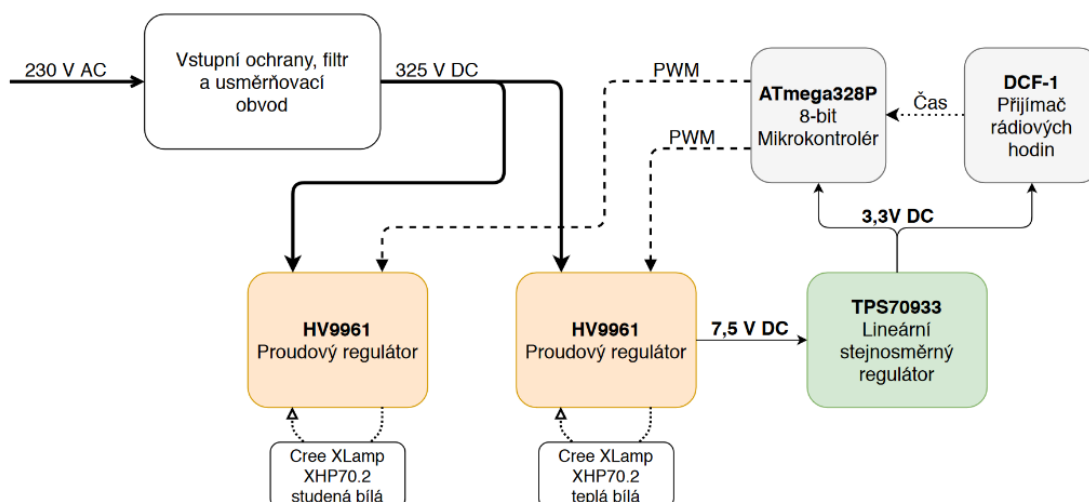 230 V AC
Vstupní ochrany, filtr
a usměrňovací
obvod
325 V DC
PWM
PWM
ATmega328P
8-bit
Mikrokontrolér
Čas
DCF-1
Přijímač
rádiových
hodin
3,3V DC
HV9961
Proudový regulátor
HV9961
Proudový regulátor
7,5 V DC
TPS70933
Lineární
stejnosměrný
regulátor
Cree XLamp
XHP70.2
studená bílá
Cree XLamp
XHP70.2
teplá bílá